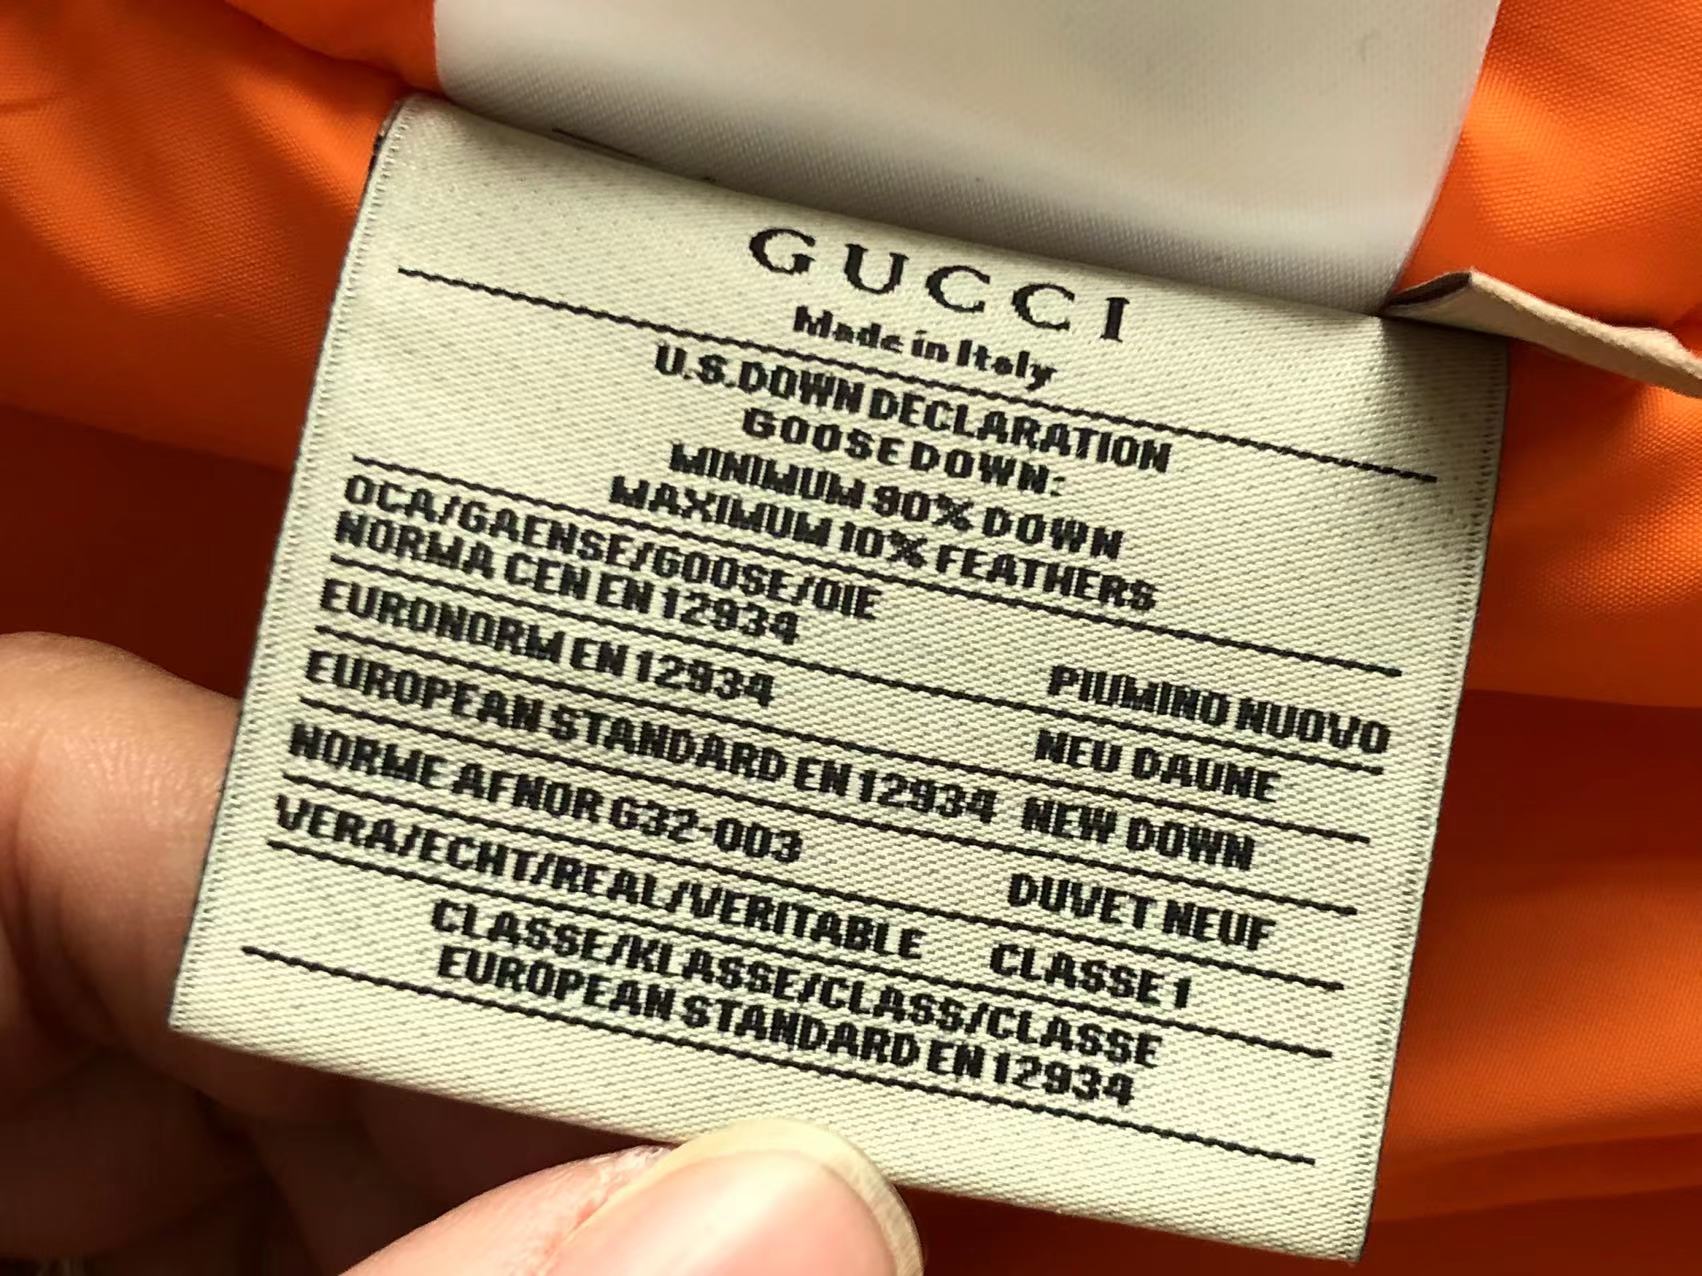 GUCCI
Made in Italy
U.S.DOWN DECLARATION
GOOSE DOWN:
MINIMUM 90% DOWN
MAXIMUM 10% FEATHERS
OCA/GAENSE/GOOSE/OIE
NORMA CEN EN 12934 PIUMINO NUOVO
EURONORM EN 12934 NEU DAUNE
EUROPEAN STANDARD EN 12934 NEW DOWN
NORME AFNOR G32-003 DUVET NEUF
VERA/ECHT/REAL/VERITABLE CLASSE 1
CLASSE/KLASSE/CLASS/CLASSE
EUROPEAN STANDARD EN 12934